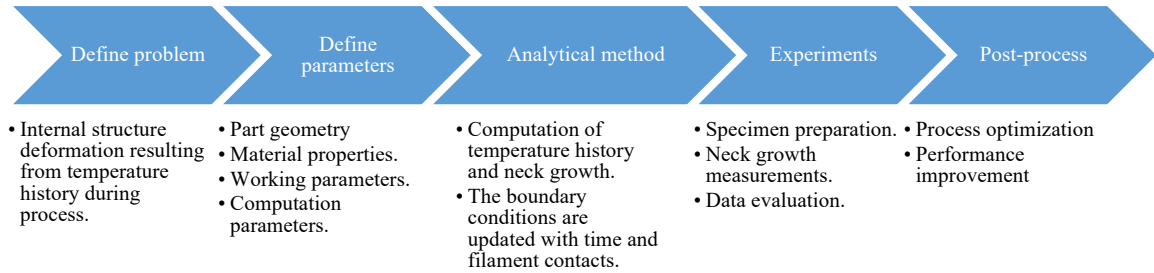 Define problem
Define
parameters
Analytical method
Experiments
Post-process
• Internal structure
deformation resulting
from temperature
history during
process.
• Part geometry
• Material properties.
• Working parameters.
• Computation
parameters.
• Computation of
temperature history
and neck growth.
• The boundary
conditions are
updated with time and
filament contacts.
• Specimen preparation.
• Neck growth
measurements.
• Data evaluation.
• Process optimization
• Performance
improvement